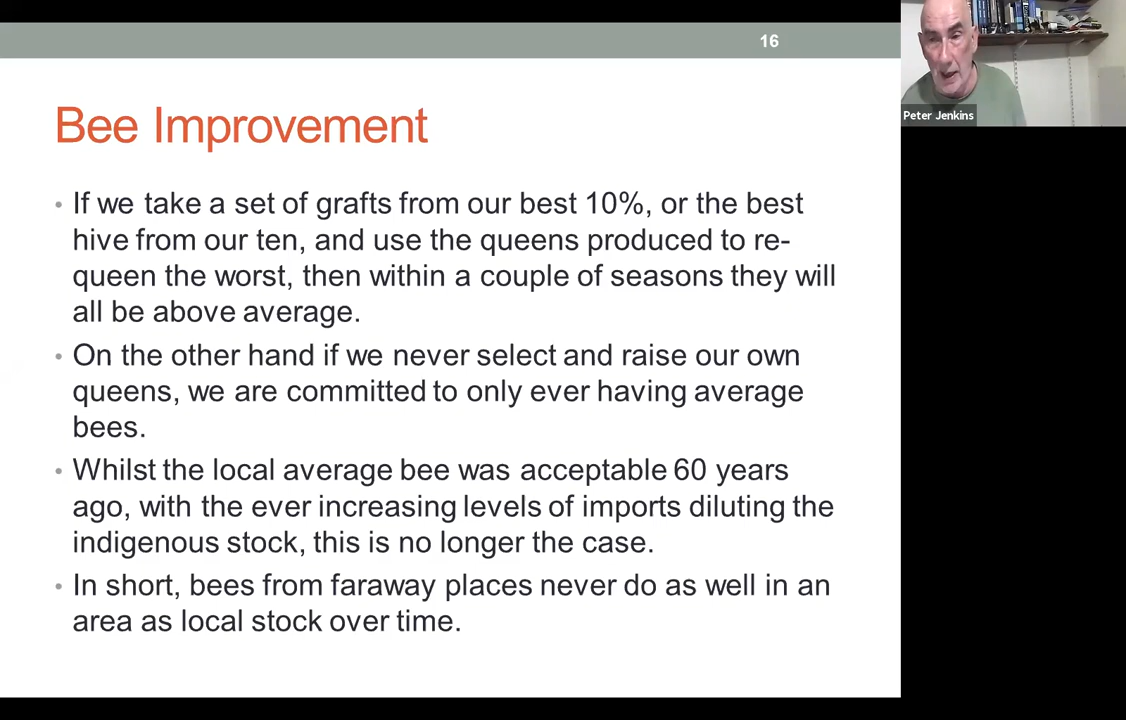 16
Bee Improvement
• If we take a set of grafts from our best 10%, or the best
hive from our ten, and use the queens produced to re-
queen the worst, then within a couple of seasons they will
all be above average.
• On the other hand if we never select and raise our own
queens, we are committed to only ever having average
bees.
• Whilst the local average bee was acceptable 60 years
ago, with the ever increasing levels of imports diluting the
indigenous stock, this is no longer the case.
• In short, bees from faraway places never do as well in an
area as local stock over time.
Peter Jenkins